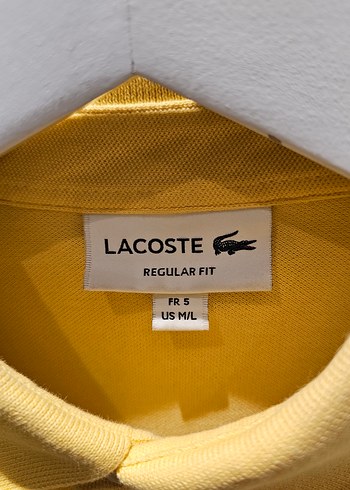 LACOSTE
REGULAR FIT
FR 5
US M/L